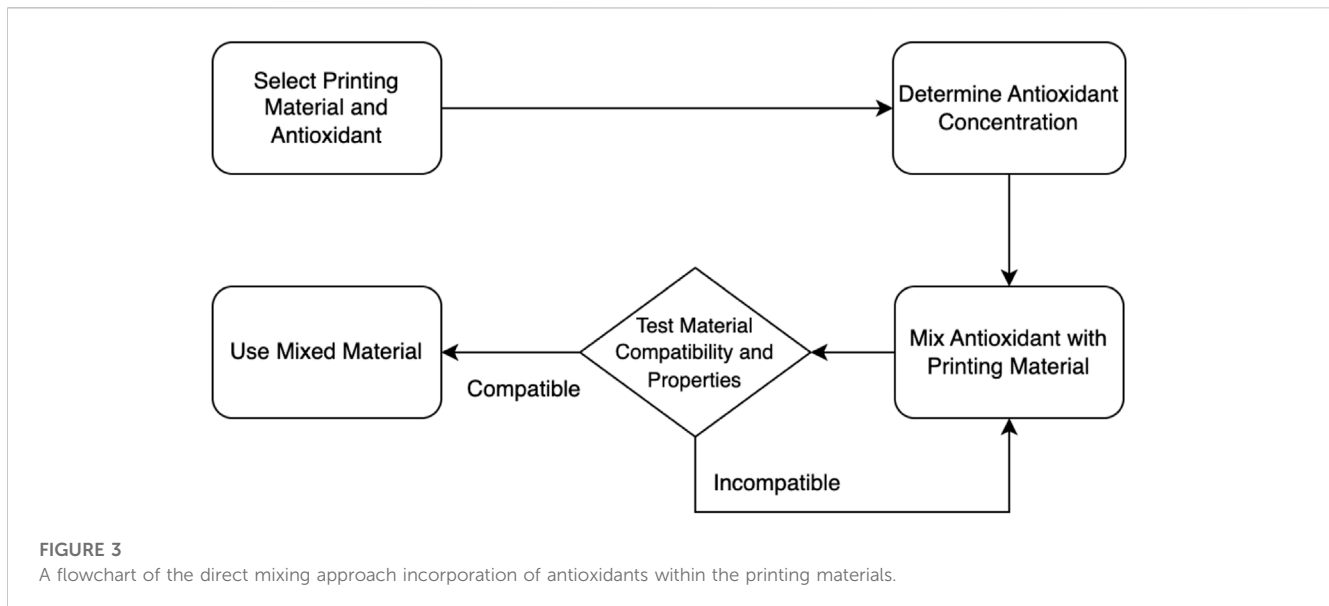 Select Printing
Material and
Antioxidant
Determine Antioxidant
Concentration
Mix Antioxidant with
Printing Material
Test Material
Compatibility and
Properties
Compatible
Use Mixed Material
Incompatible
FIGURE 3
A flowchart of the direct mixing approach incorporation of antioxidants within the printing materials.